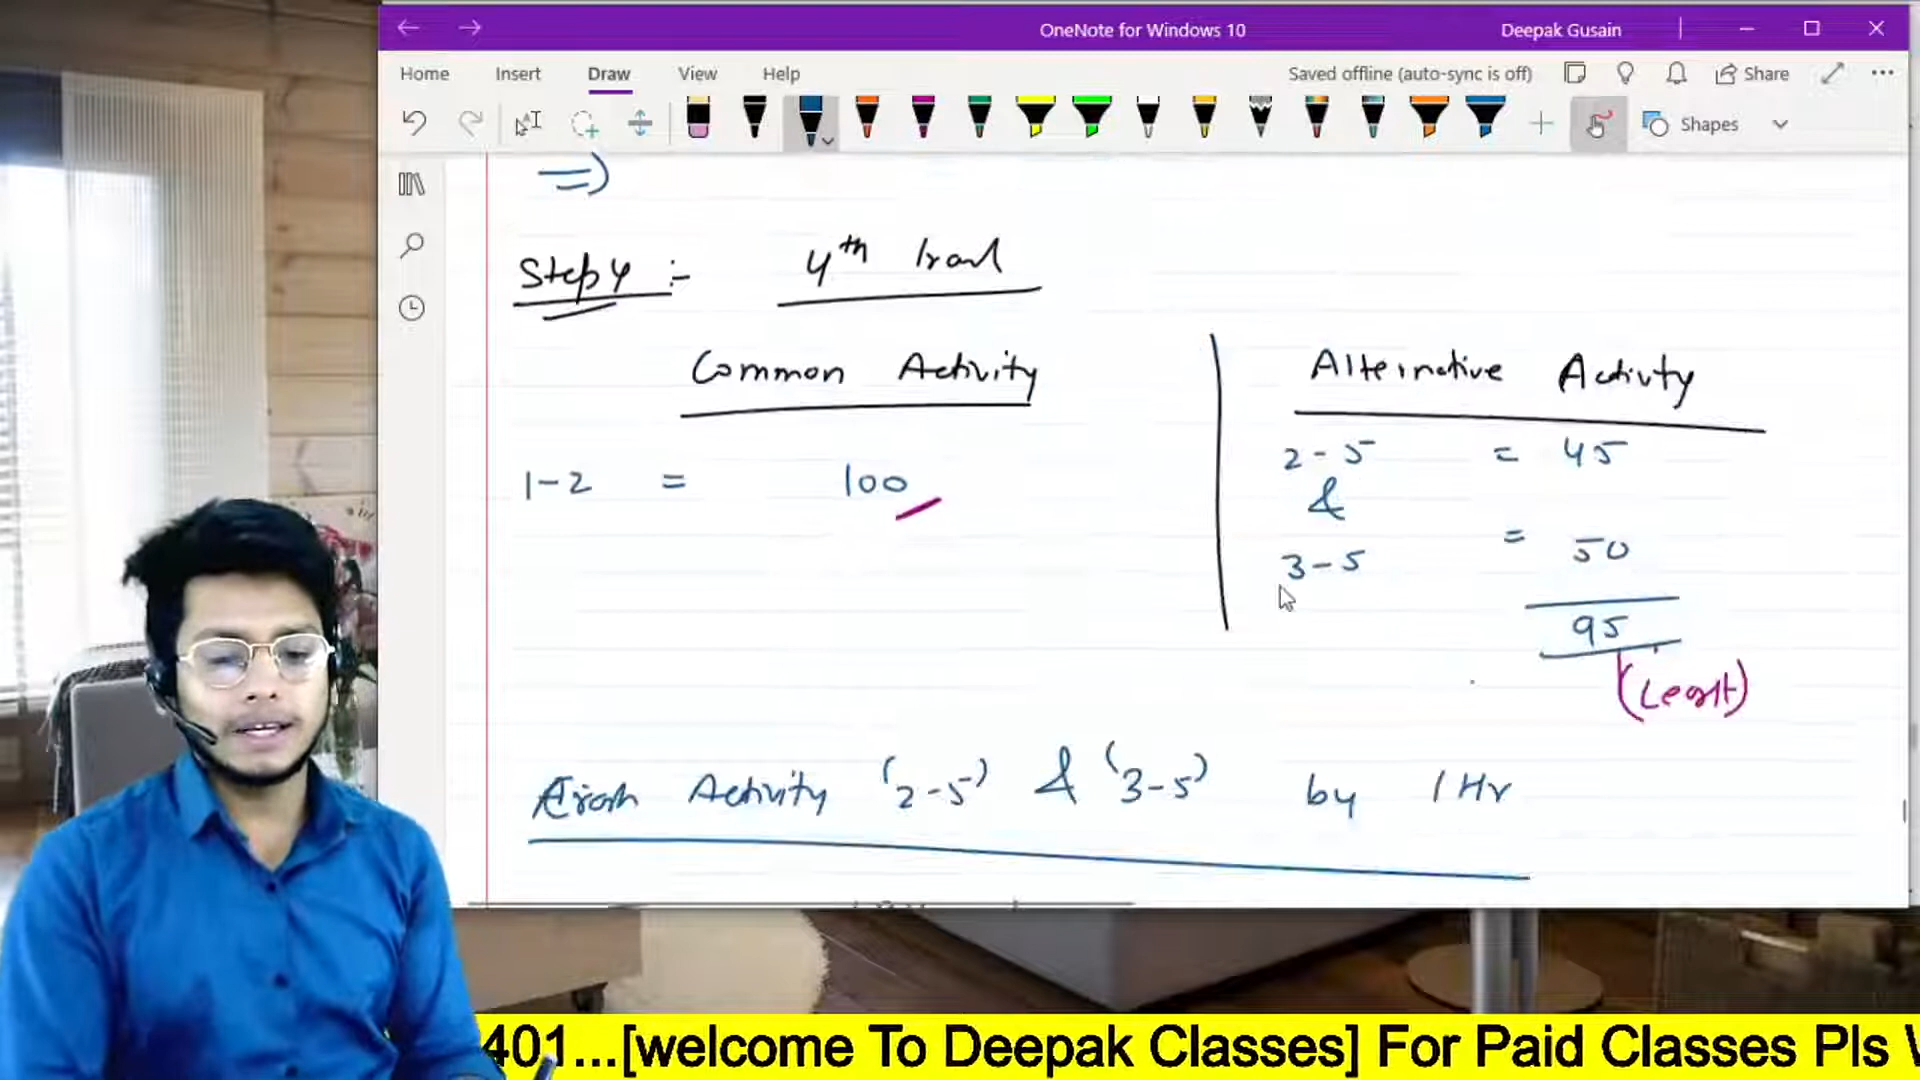 OneNote for Windows 10 Deepak Gusain
Home Insert Draw View Help Saved offline (auto-sync is off) Share
Shapes
=)
Step 4 :- 4th
Common Activity Alternative Activity
1-2 = 100 2-5 = 45
&
3-5 = 50
95
(Least)
Crash Activity (2-5) & (3-5) by 1 Hr
401...[welcome To Deepak Classes] For Paid Classes Pls